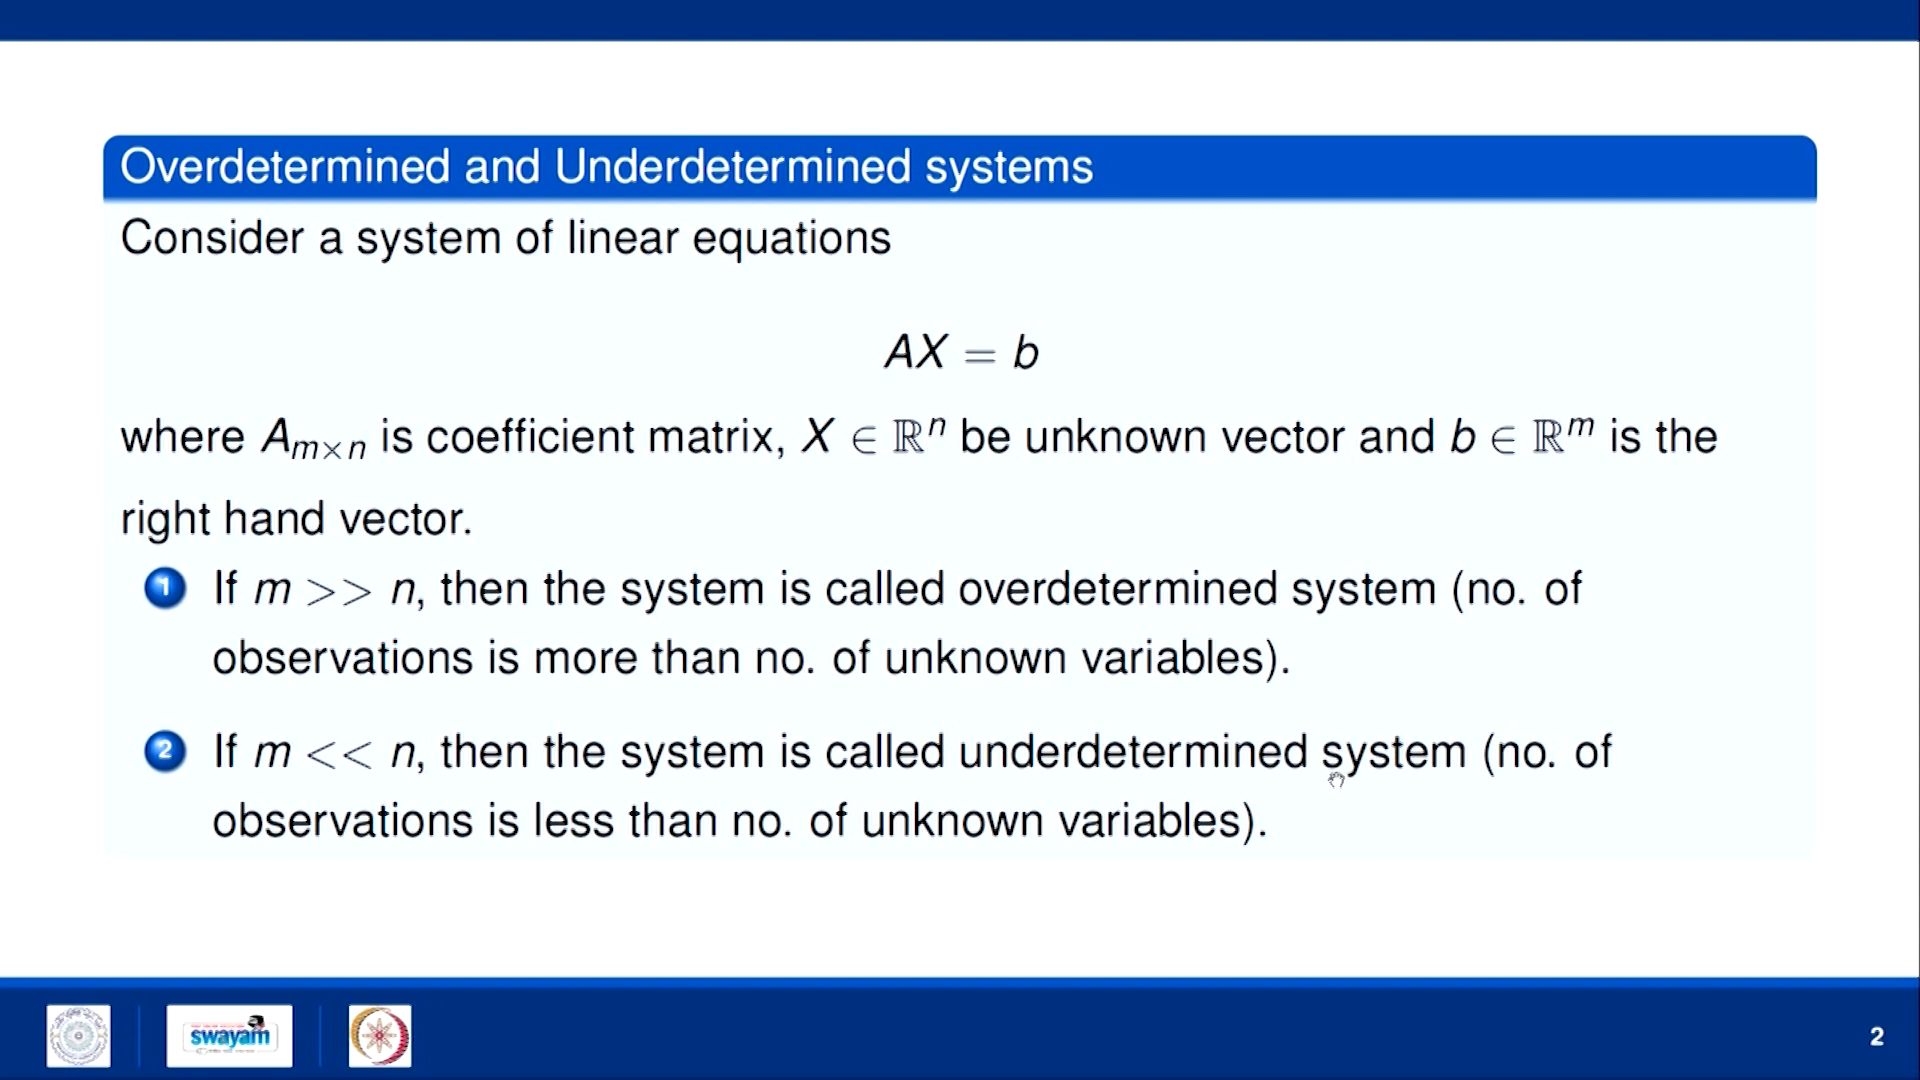 Overdetermined and Underdetermined systems
Consider a system of linear equations
AX = b
where Aₘₓₙ is coefficient matrix, X ∈ ℝⁿ be unknown vector and b ∈ ℝᵐ is the
right hand vector.
1 If m >> n, then the system is called overdetermined system (no. of
observations is more than no. of unknown variables).
2 If m << n, then the system is called underdetermined system (no. of
observations is less than no. of unknown variables).
swayam
2